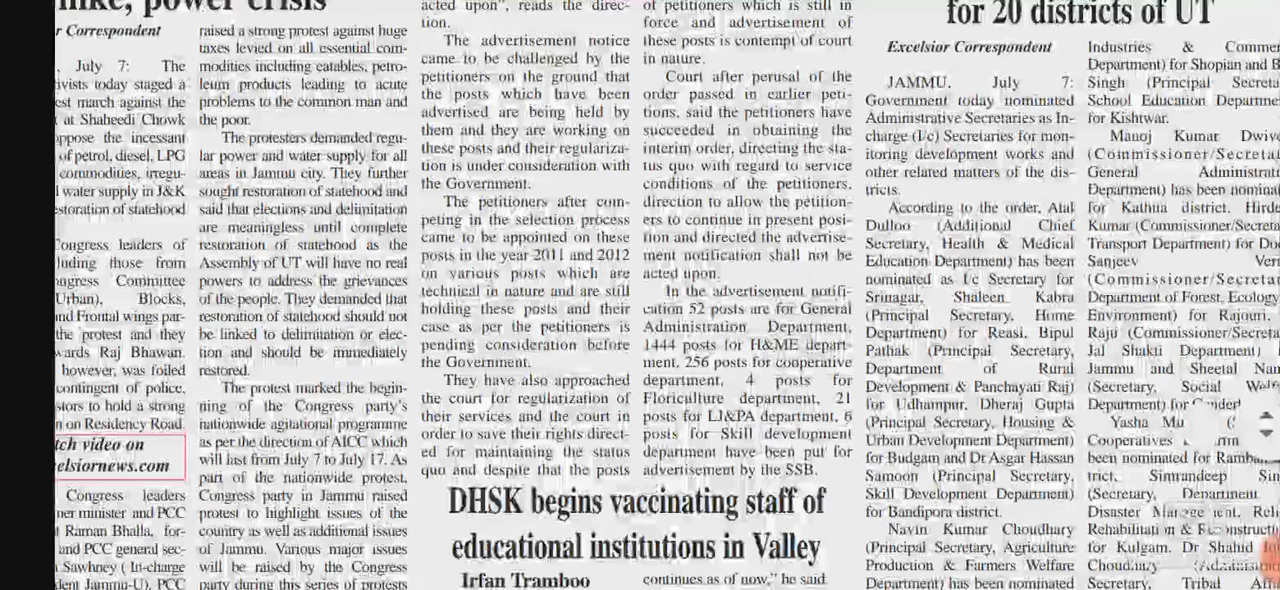 hike, power crisis
r Correspondent
, July 7: The
ivists today staged a
est march against the
at Shaheedi Chowk
ppose the incessant
of petrol, diesel, LPG
commodities, irregu-
l water supply in J&K
estoration of statehood
Congress leaders of
luding those from
ongress Committee
Urban), Blocks,
and Frontal wings par-
the protest and they
wards Raj Bhawan.
however, was foiled
contingent of police,
stors to hold a strong
n on Residency Road.
tch video on
elsiornews.com
Congress leaders
ner minister and PCC
Raman Bhalla, for-
and PCC general sec-
Sawhney ( In-charge
dent Jammu-U), PCC
raised a strong protest against huge
taxes levied on all essential com-
modities including eatables, petro-
leum products leading to acute
problems to the common man and
the poor.
The protesters demanded regu-
lar power and water supply for all
areas in Jammu city. They further
sought restoration of statehood and
said that elections and delimitation
are meaningless until complete
restoration of statehood as the
Assembly of UT will have no real
powers to address the grievances
of the people. They demanded that
restoration of statehood should not
be linked to delimitation or elec-
tion and should be immediately
restored.
The protest marked the begin-
ning of the Congress party's
nationwide agitational programme
as per the direction of AICC which
will last from July 7 to July 17. As
part of the nationwide protest,
Congress party in Jammu raised
protest to highlight issues of the
country as well as additional issues
of Jammu. Various major issues
will be raised by the Congress
party during this series of protests
acted upon", reads the direc-
tion.
The advertisement notice
came to be challenged by the
petitioners on the ground that
the posts which have been
advertised are being held by
them and they are working on
these posts and their regulariza-
tion is under consideration with
the Government.
The petitioners after com-
peting in the selection process
came to be appointed on these
posts in the year 2011 and 2012
on various posts which are
technical in nature and are still
holding these posts and their
case as per the petitioners is
pending consideration before
the Government.
They have also approached
the court for regularization of
their services and the court in
order to save their rights direct-
ed for maintaining the status
quo and despite that the posts
of petitioners which is still in
force and advertisement of
these posts is contempt of court
in nature.
Court after perusal of the
order passed in earlier peti-
tions, said the petitioners have
succeeded in obtaining the
interim order, directing the sta-
tus quo with regard to service
conditions of the petitioners,
direction to allow the petition-
ers to continue in present posi-
tion and directed the advertise-
ment notification shall not be
acted upon.
In the advertisement notifi-
cation 52 posts are for General
Administration Department,
1444 posts for H&ME depart-
ment, 256 posts for cooperative
department, 4 posts for
Floriculture department, 21
posts for LJ&PA department, 6
posts for Skill development
department have been put for
advertisement by the SSB.
DHSK begins vaccinating staff of
educational institutions in Valley
Irfan Tramboo
continues as of now," he said
for 20 districts of UT
Excelsior Correspondent
JAMMU, July 7:
Government today nominated
Administrative Secretaries as In-
charge (I/c) Secretaries for mon-
itoring development works and
other related matters of the dis-
tricts.
According to the order, Atal
Dulloo (Additional Chief
Secretary, Health & Medical
Education Department) has been
nominated as I/c Secretary for
Srinagar, Shaleen Kabra
(Principal Secretary, Home
Department) for Reasi, Bipul
Pathak (Principal Secretary,
Department of Rural
Development & Panchayati Raj)
for Udhampur, Dheraj Gupta
(Principal Secretary, Housing &
Urban Development Department)
for Budgam and Dr Asgar Hassan
Samoon (Principal Secretary,
Skill Development Department)
for Bandipora district.
Navin Kumar Choudhary
(Principal Secretary, Agriculture
Production & Farmers Welfare
Department) has been nominated
Industries & Comme
Department) for Shopian and B
Singh (Principal Secreta
School Education Departme
for Kishtwar.
Manoj Kumar Dwiv
(Commissioner/Secretar
General Administrati
Department) has been nominat
for Kathua district, Hirde
Kumar (Commissioner/Secreta
Transport Department) for Do
Sanjeev Ver
(Commissioner/Secretar
Department of Forest, Ecology
Environment) for Rajouri,
Raju (Commissioner/Secreta
Jal Shakti Department)
Jammu and Sheetal Nan
(Secretary, Social Welf
Department) for
Yasha Mu
Cooperatives
been nominated for Ramban
trict, Simrandeep Sin
(Secretary, Department
Disaster Reli
Rehabilitati n &
for Kulgam, Dr Shahid
Choudhary
Secretary, Tribal Affa